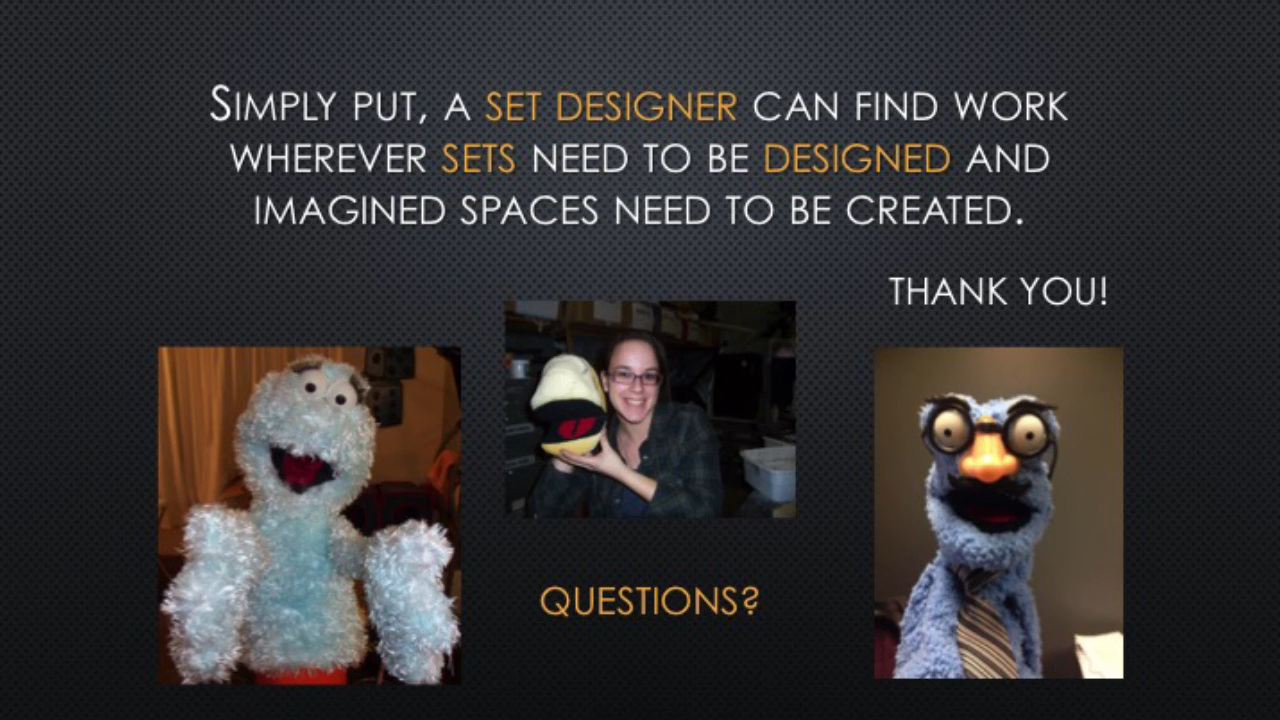 SIMPLY PUT, A SET DESIGNER CAN FIND WORK
WHEREVER SETS NEED TO BE DESIGNED AND
IMAGINED SPACES NEED TO BE CREATED.
THANK YOU!
QUESTIONS?